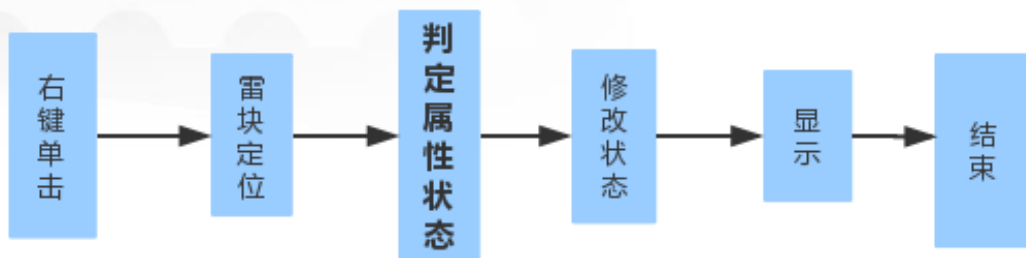 右键单击
雷块定位
判定属性状态
修改状态
显示
结束